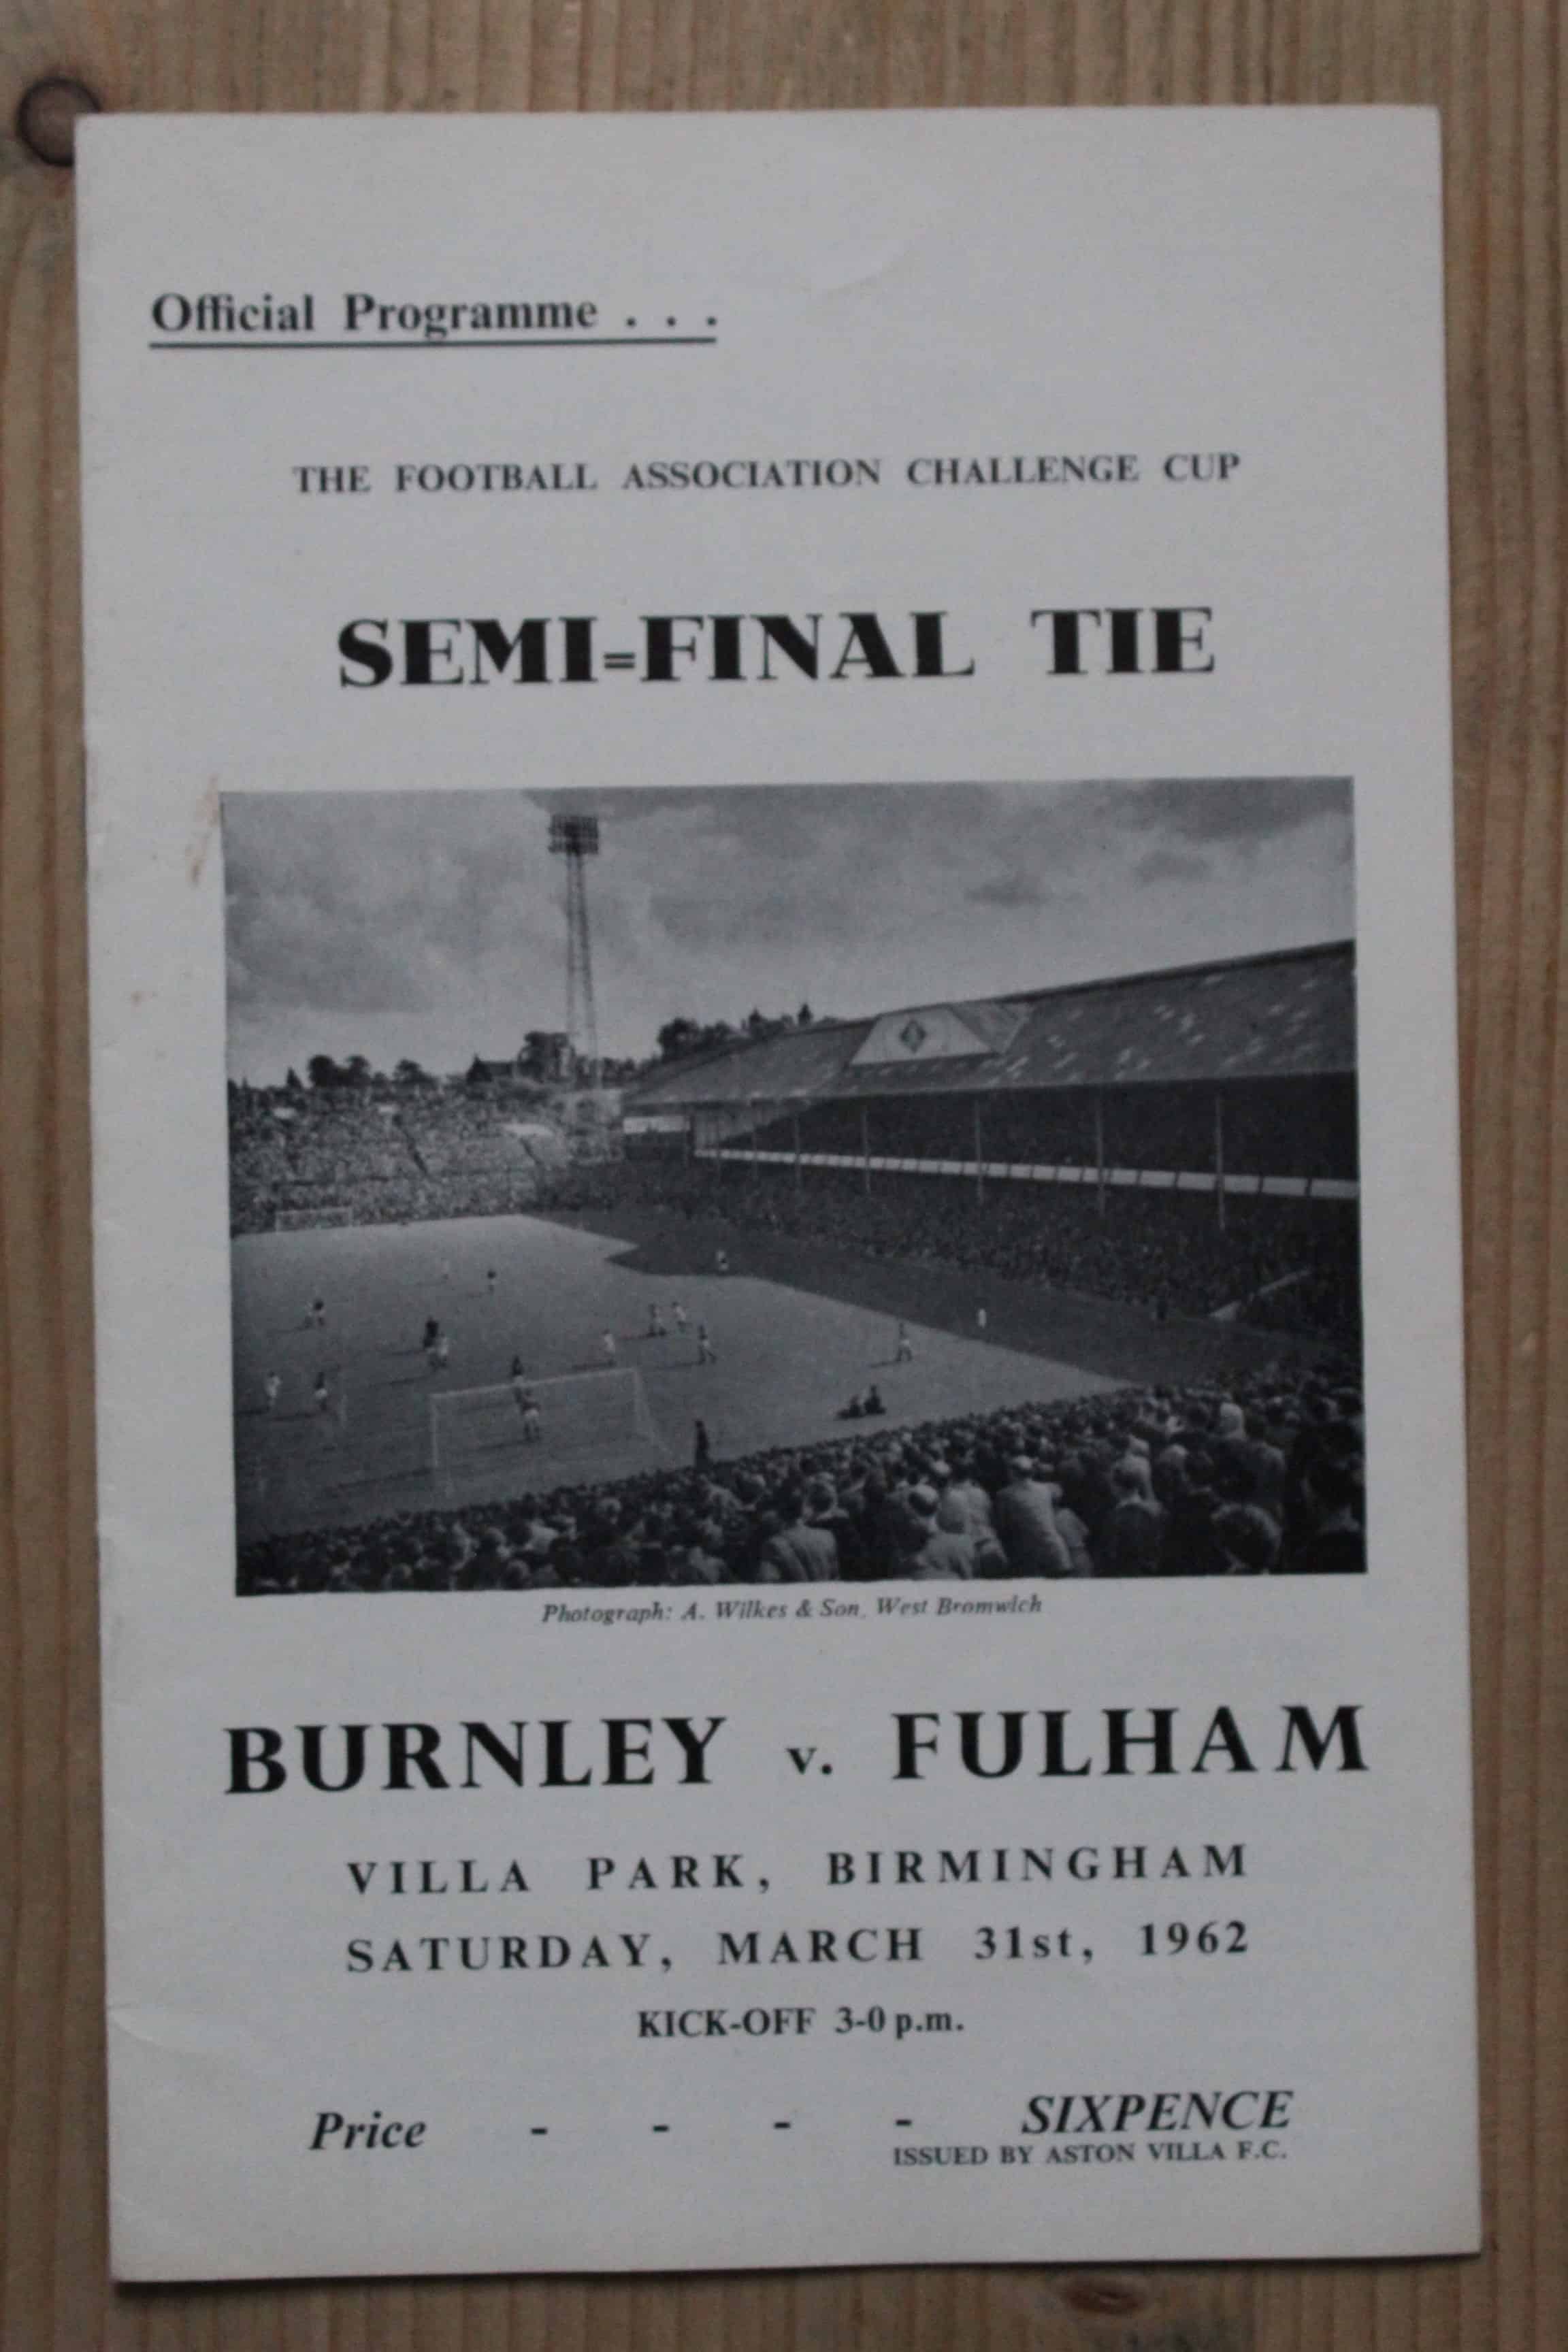 Official Programme . . .
THE FOOTBALL ASSOCIATION CHALLENGE CUP
SEMI=FINAL TIE
Photograph: A. Wilkes & Son, West Bromwich
BURNLEY v. FULHAM
VILLA PARK, BIRMINGHAM
SATURDAY, MARCH 31st, 1962
KICK-OFF 3-0 p.m.
Price - - - - SIXPENCE
ISSUED BY ASTON VILLA F.C.